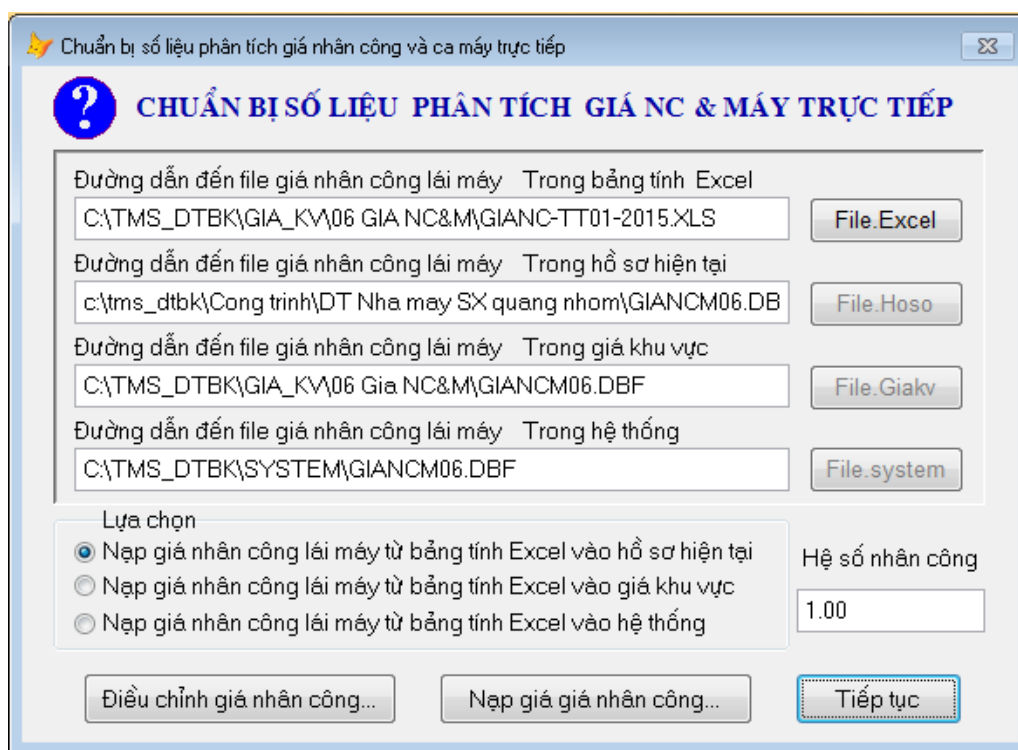 Chuẩn bị số liệu phân tích giá nhân công và ca máy trực tiếp
?
CHUẨN BỊ SỐ LIỆU PHÂN TÍCH GIÁ NC & MÁY TRỰC TIẾP
Đường dẫn đến file giá nhân công lái máy Trong bảng tính Excel
C:\TMS_DTBK\GIA_KV\06 GIA NC&M\GIANC-TT01-2015.XLS
File.Excel
Đường dẫn đến file giá nhân công lái máy Trong hồ sơ hiện tại
c:\tms_dtbk\Cong trinh\DT Nha may SX quang nhom\GIANCM06.DB
File.Hoso
Đường dẫn đến file giá nhân công lái máy Trong giá khu vực
C:\TMS_DTBK\GIA_KV\06 Gia NC&M\GIANCM06.DBF
File.Giakv
Đường dẫn đến file giá nhân công lái máy Trong hệ thống
C:\TMS_DTBK\SYSTEM\GIANCM06.DBF
File.system
Lựa chọn
Nạp giá nhân công lái máy từ bảng tính Excel vào hồ sơ hiện tại
Nạp giá nhân công lái máy từ bảng tính Excel vào giá khu vực
Nạp giá nhân công lái máy từ bảng tính Excel vào hệ thống
Hệ số nhân công
1.00
Điều chỉnh giá nhân công...
Nạp giá giá nhân công...
Tiếp tục